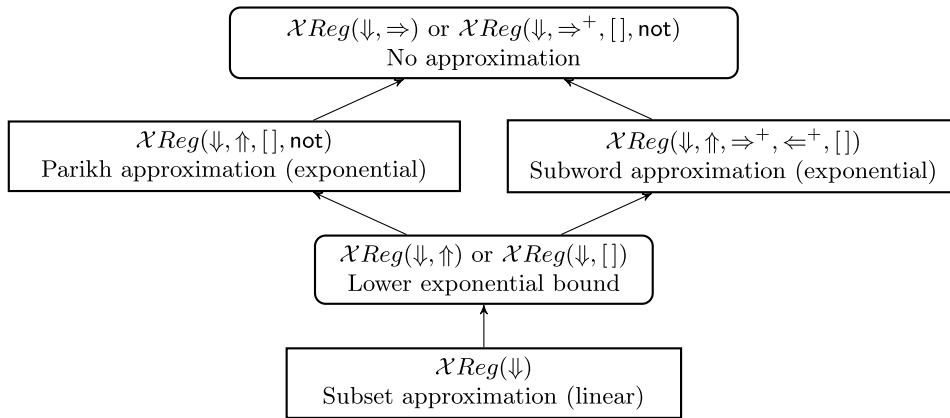 𝒳Reg(⇓, ⇒) or 𝒳Reg(⇓, ⇒⁺, [ ], not)
No approximation
𝒳Reg(⇓, ⇑, [ ], not)
Parikh approximation (exponential)
𝒳Reg(⇓, ⇑, ⇒⁺, ⇐⁺, [ ])
Subword approximation (exponential)
𝒳Reg(⇓, ⇑) or 𝒳Reg(⇓, [ ])
Lower exponential bound
𝒳Reg(⇓)
Subset approximation (linear)